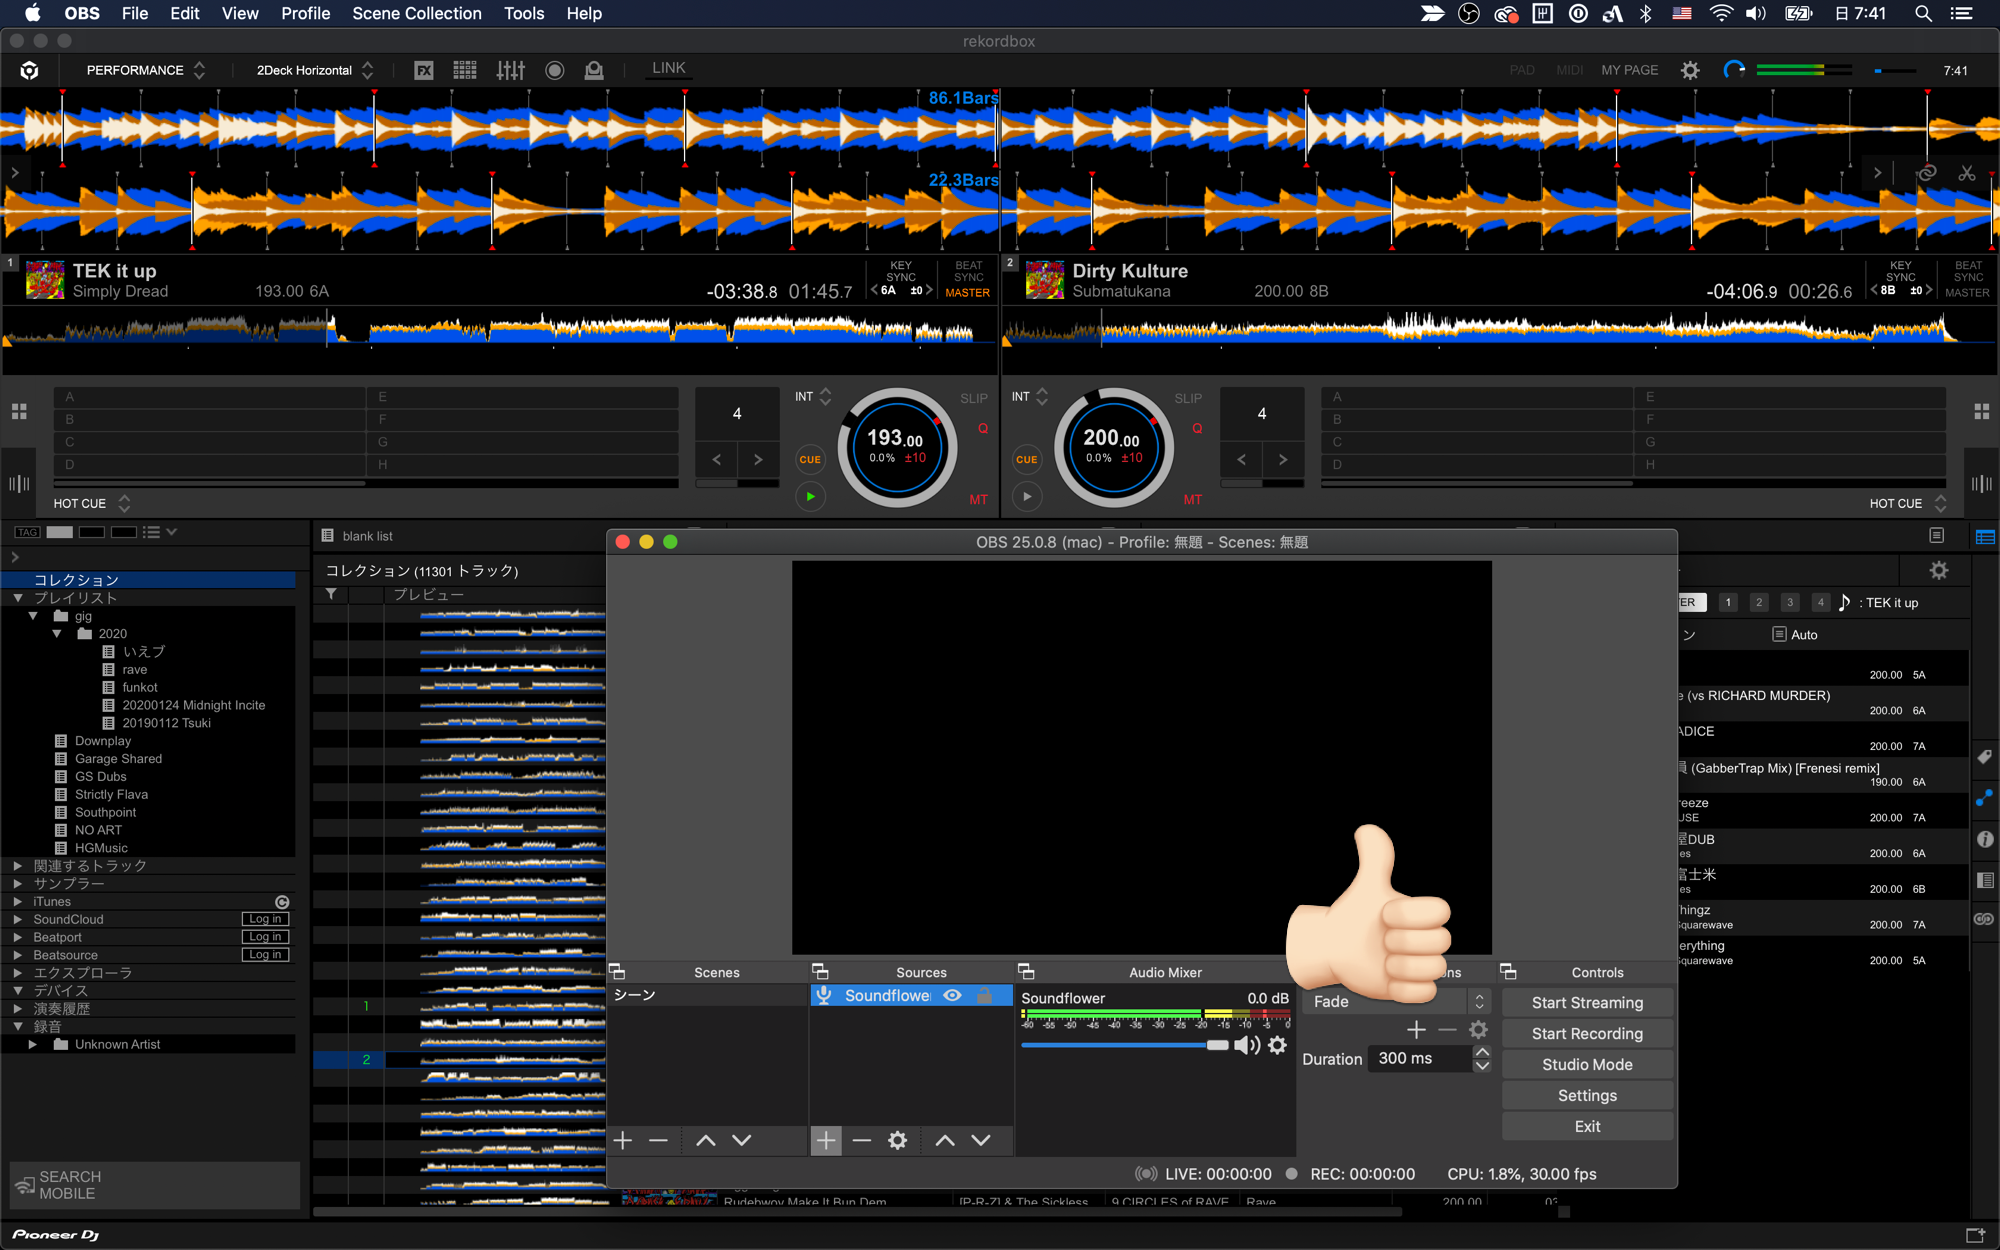 OBS File Edit View Profile Scene Collection Tools Help 日 7:41
rekordbox
PERFORMANCE 2Deck Horizontal FX LINK PAD MIDI MY PAGE 7:41
86.1Bars
22.3Bars
1 TEK it up
Simply Dread 193.00 6A
-03:38.8 01:45.7
KEY SYNC
6A ±0
BEAT SYNC
MASTER
2 Dirty Kulture
Submatukana 200.00 8B
-04:06.9 00:26.6
KEY SYNC
8B ±0
BEAT SYNC
MASTER
A E
B F
C G
D H
HOT CUE
4
INT
CUE
193.00
0.0% ±10
SLIP
Q
MT
INT
CUE
200.00
0.0% ±10
SLIP
Q
MT
4
A E
B F
C G
D H
HOT CUE
TAG
コレクション
プレイリスト
gig
2020
いえブ
rave
funkot
20200124 Midnight Incite
20190112 Tsuki
Downplay
Garage Shared
GS Dubs
Strictly Flava
Southpoint
NO ART
HGMusic
関連するトラック
サンプラー
iTunes
SoundCloud Log in
Beatport Log in
Beatsource Log in
エクスプローラ
デバイス
演奏履歴
録音
Unknown Artist
SEARCH
MOBILE
Pioneer Dj
blank list
コレクション (11301 トラック)
プレビュー
1
2
OBS 25.0.8 (mac) - Profile: 無題 - Scenes: 無題
Scenes
シーン
Sources
Soundflower
Audio Mixer
Soundflower 0.0 dB
-60 -55 -50 -45 -40 -35 -30 -25 -20 -15 -10 -5 0
ons
Fade
Duration 300 ms
Controls
Start Streaming
Start Recording
Studio Mode
Settings
Exit
LIVE: 00:00:00 REC: 00:00:00 CPU: 1.8%, 30.00 fps
Rudebwoy Make It Bun Dem [P-R-Z] & The Sickless 9 CIRCLES of RAVE Rave 200.00 03
ER 1 2 3 4 : TEK it up
ン Auto
200.00 5A
e (vs RICHARD MURDER)
200.00 6A
ADICE
200.00 7A
員 (GabberTrap Mix) [Frenesi remix]
190.00 6A
reeze
USE 200.00 7A
屋DUB
es 200.00 6A
富士米
es 200.00 6B
hingz
quarewave 200.00 7A
erything
quarewave 200.00 5A